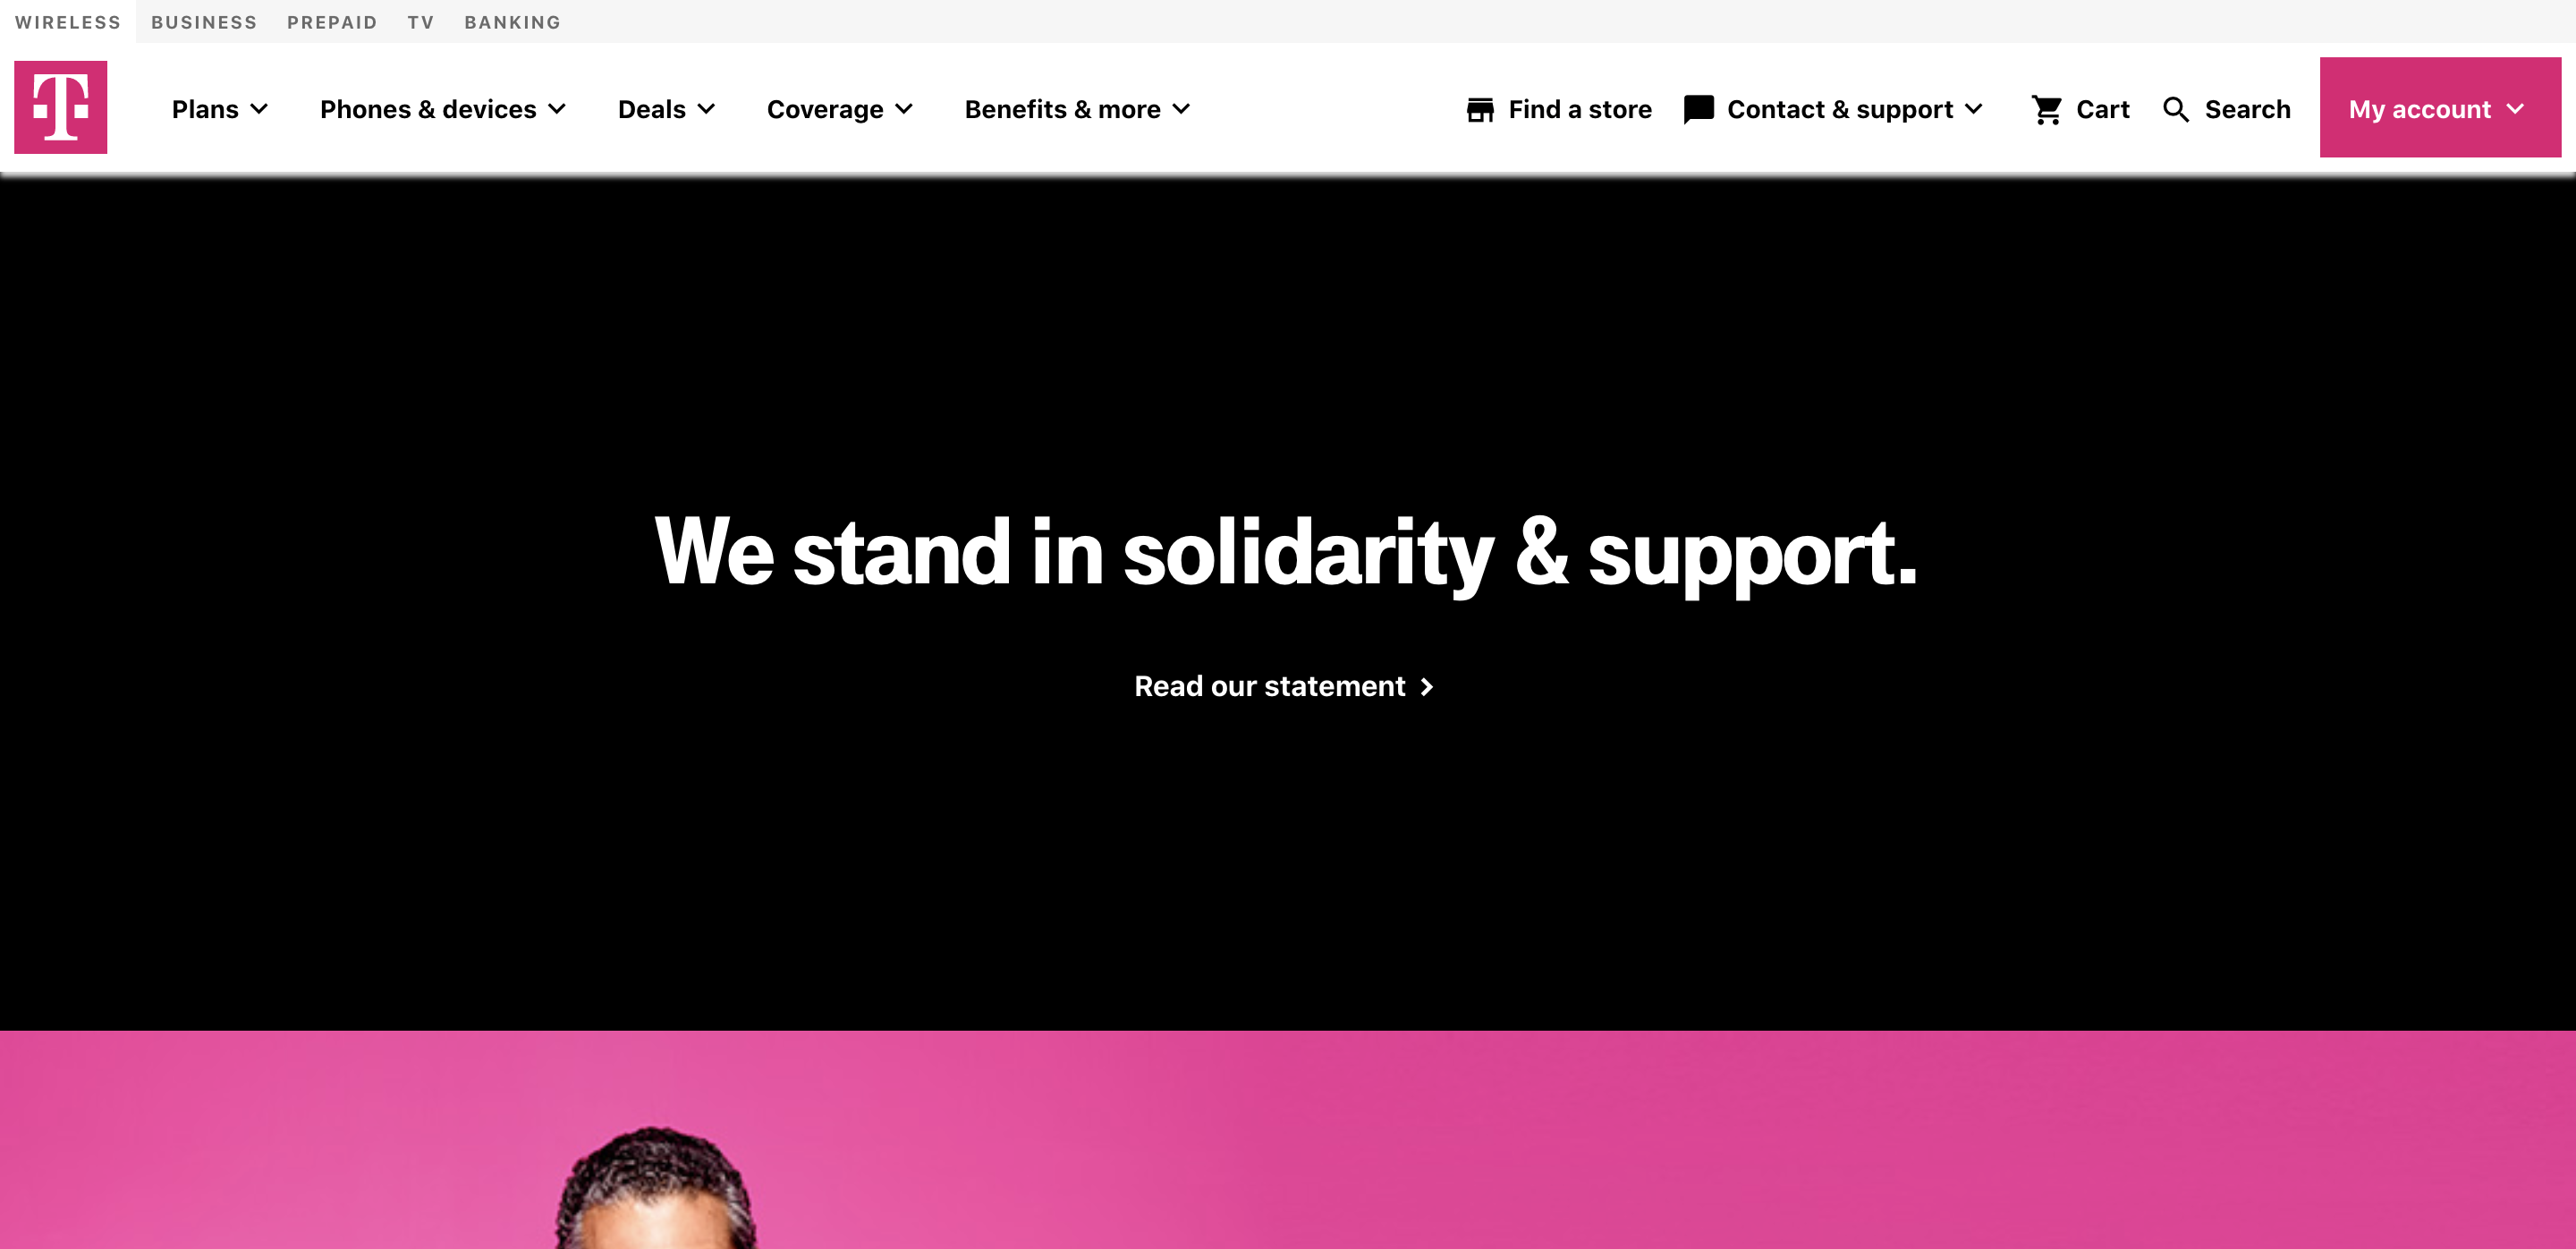 WIRELESS BUSINESS PREPAID TV BANKING
T Plans Phones & devices Deals Coverage Benefits & more Find a store Contact & support Cart Search My account
We stand in solidarity & support.
Read our statement